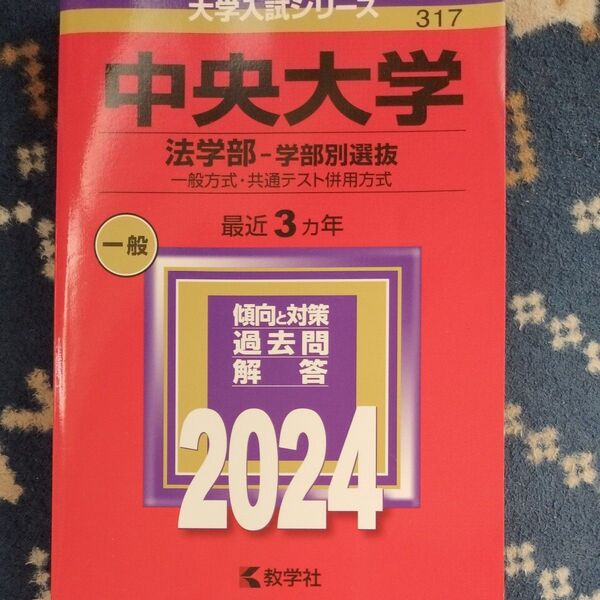 大学入試シリーズ
317
中央大学
法学部-学部別選抜
一般方式・共通テスト併用方式
最近3ヵ年
一般
傾向と対策
過去問
解答
2024
教学社